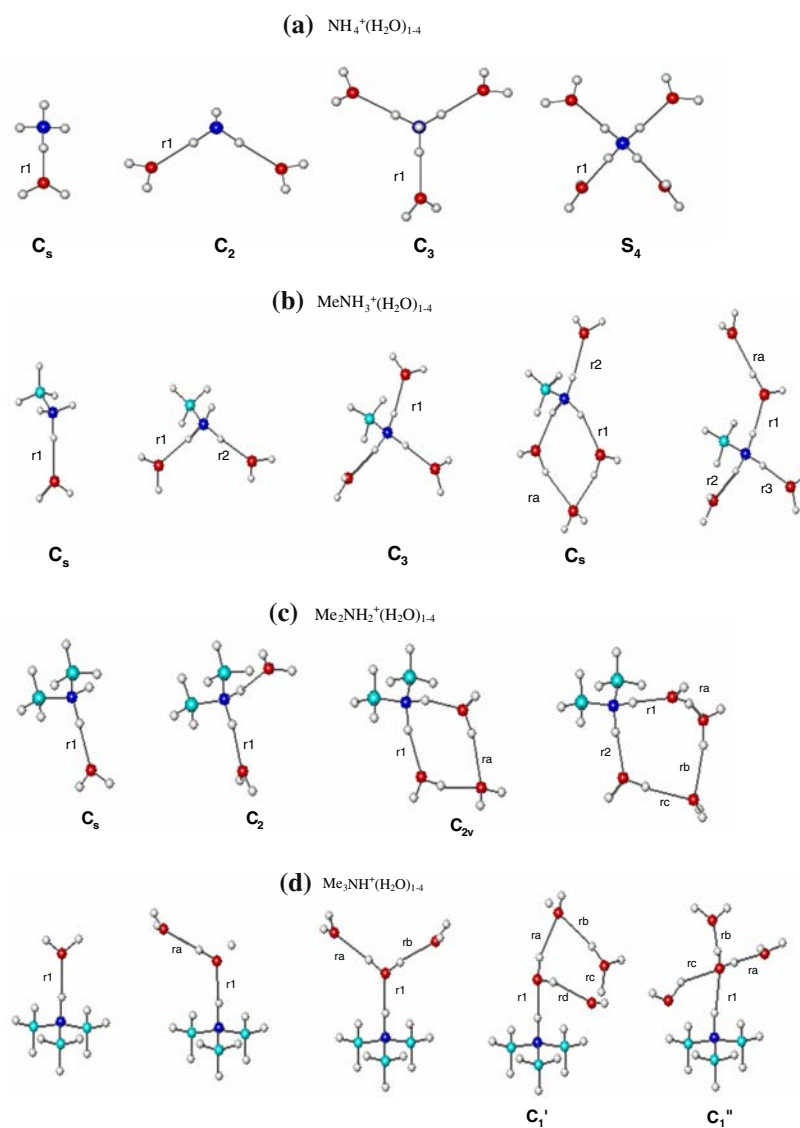 (a) NH₄⁺(H₂O)₁₋₄
r1
r1
r1
r1
Cₛ
C₂
C₃
S₄
(b) MeNH₃⁺(H₂O)₁₋₄
r1
r1 r2
r1
r2
r1
ra
ra
r1
r2
r3
Cₛ
C₃
Cₛ
(c) Me₂NH₂⁺(H₂O)₁₋₄
r1
r1
r1
ra
ra
r1
r2
rb
rc
Cₛ
C₂
C₂ᵥ
(d) Me₃NH⁺(H₂O)₁₋₄
r1
ra
r1
ra
rb
r1
ra
rb
rc
r1
rd
rb
rc
ra
r1
C₁'
C₁"